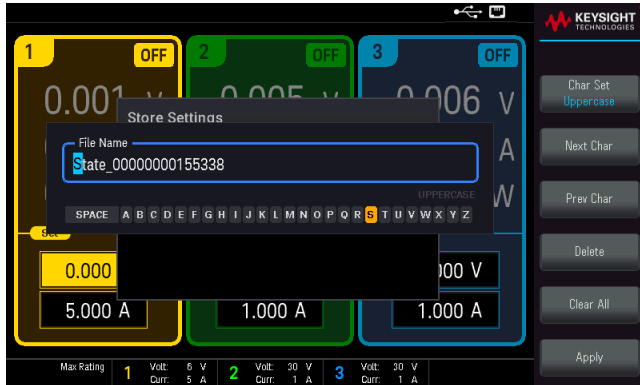 KEYSIGHT
TECHNOLOGIES
1 OFF 2 OFF 3 OFF
0.001 V 0.005 V 0.006 V
Store Settings
A
File Name
State_00000000155338
W
UPPERCASE
SPACE A B C D E F G H I J K L M N O P Q R S T U V W X Y Z
Set
0.000
000 V
5.000 A 1.000 A 1.000 A
Max Rating 1 Volt: 6 V 2 Volt: 30 V 3 Volt: 30 V
Curr: 5 A Curr: 1 A Curr: 1 A
Char Set
Uppercase
Next Char
Prev Char
Delete
Clear All
Apply